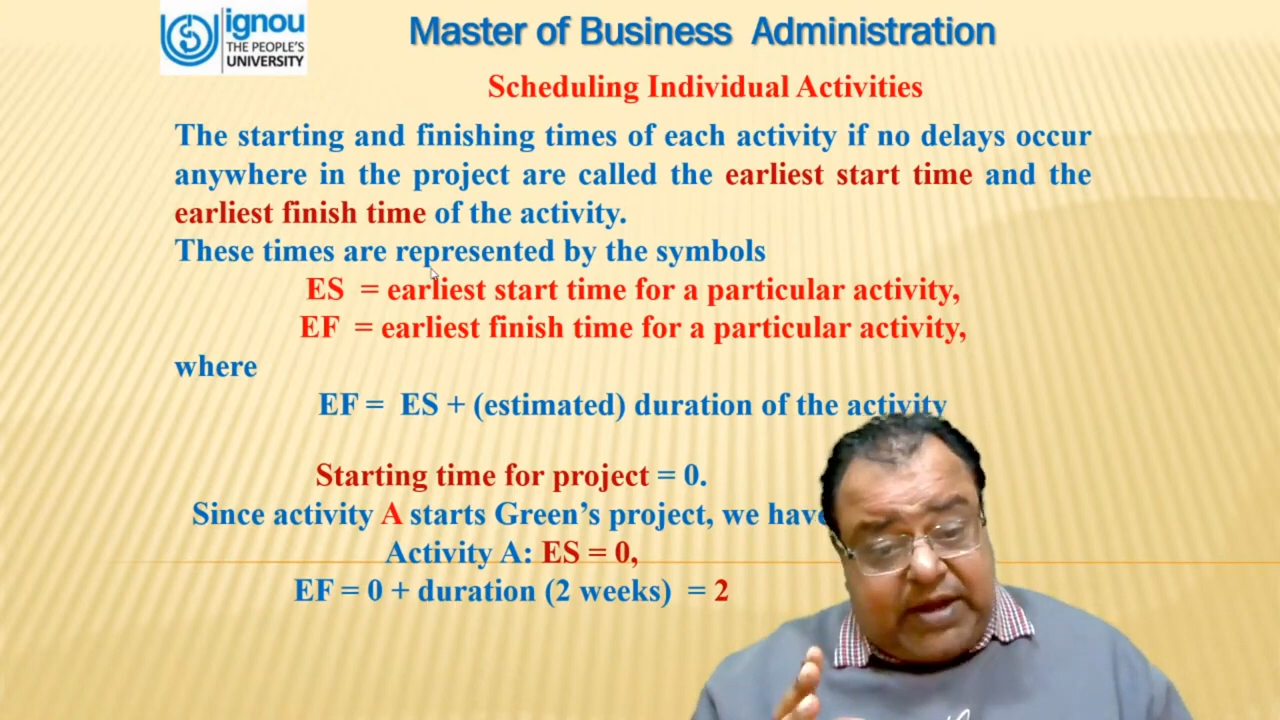 ignou
THE PEOPLE'S
UNIVERSITY
Master of Business Administration
Scheduling Individual Activities
The starting and finishing times of each activity if no delays occur
anywhere in the project are called the earliest start time and the
earliest finish time of the activity.
These times are represented by the symbols
ES = earliest start time for a particular activity,
EF = earliest finish time for a particular activity,
where
EF = ES + (estimated) duration of the activity
Starting time for project = 0.
Since activity A starts Green's project, we have
Activity A: ES = 0,
EF = 0 + duration (2 weeks) = 2